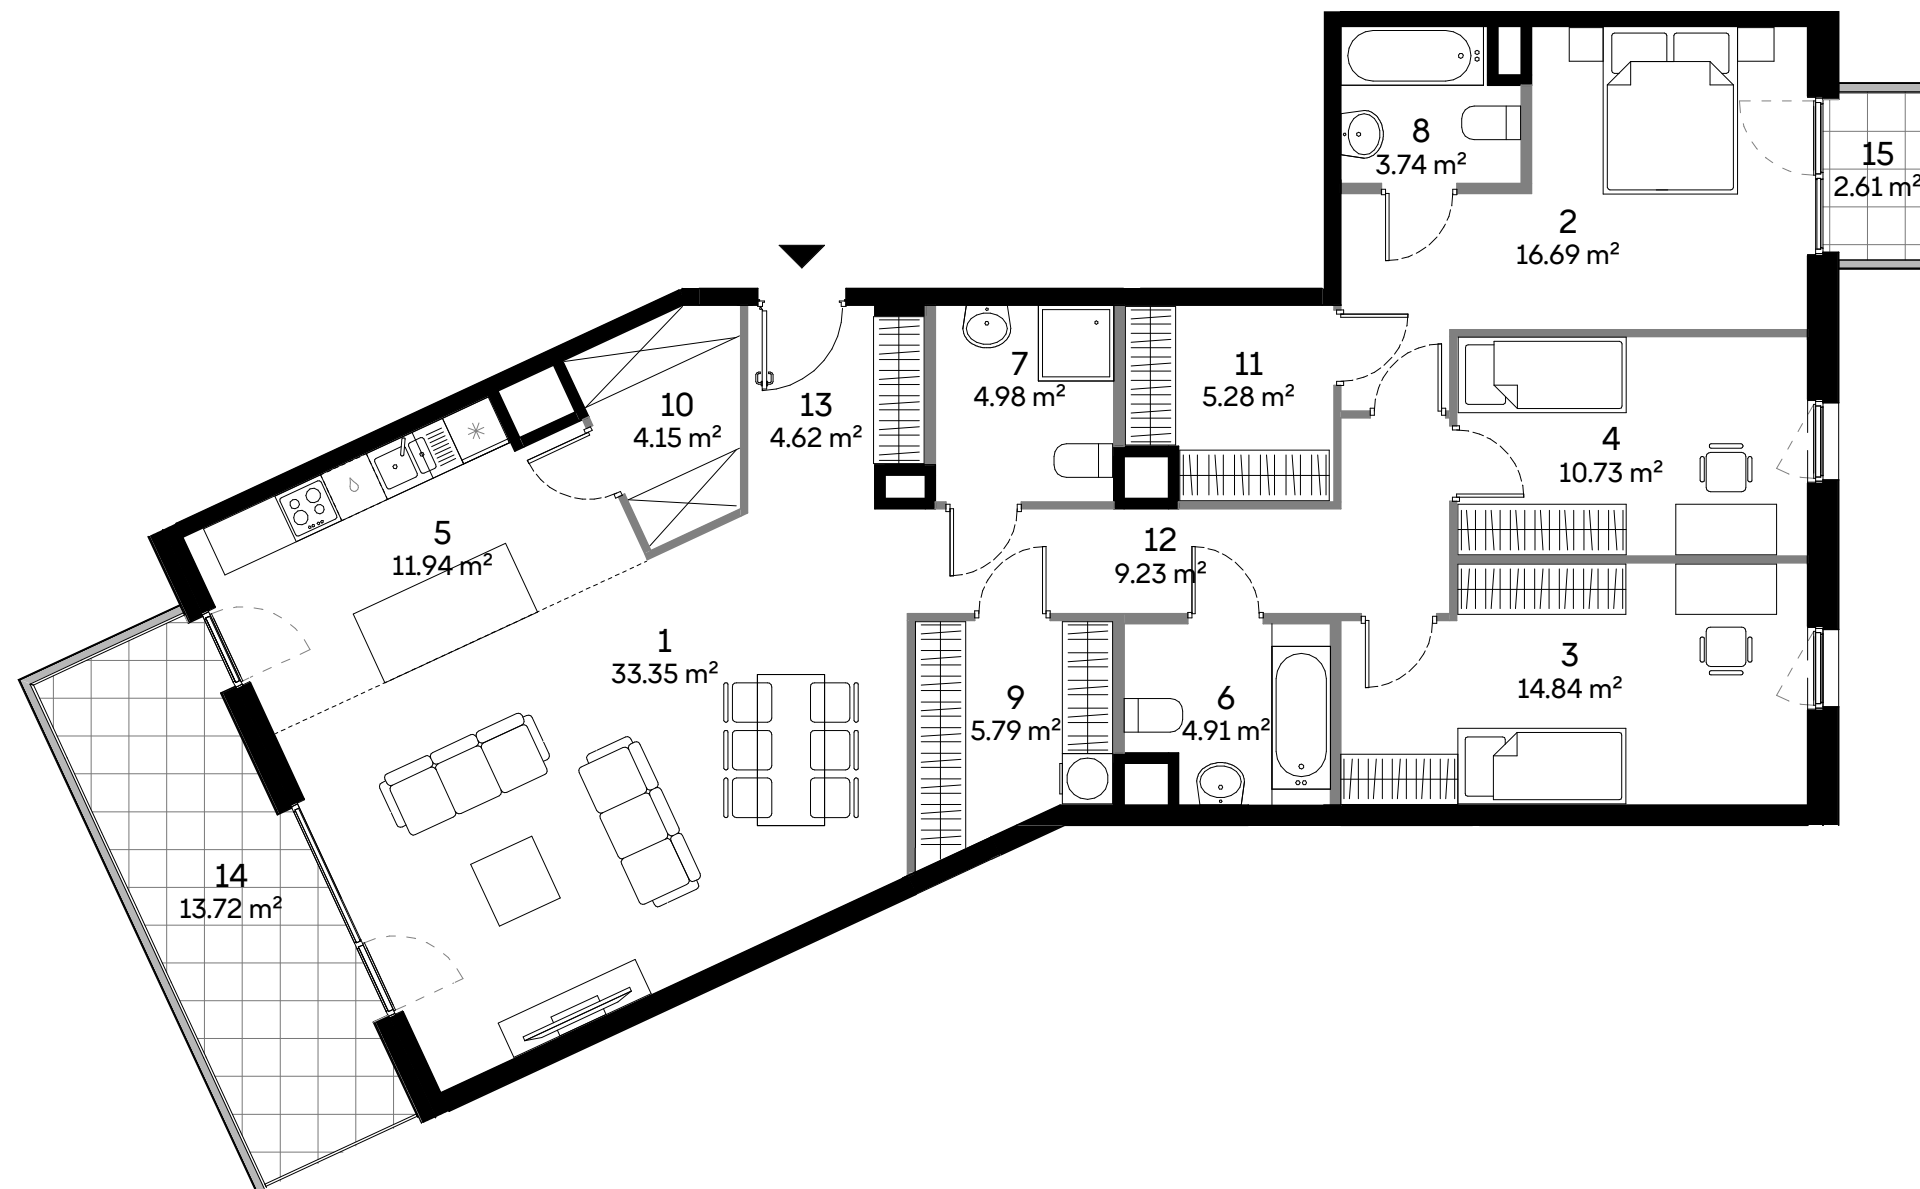 8
3.74 m²
15
2.61 m²
2
16.69 m²
7
4.98 m²
11
5.28 m²
10
4.15 m²
13
4.62 m²
4
10.73 m²
5
11.94 m²
12
9.23 m²
1
33.35 m²
3
14.84 m²
9
5.79 m²
6
4.91 m²
14
13.72 m²